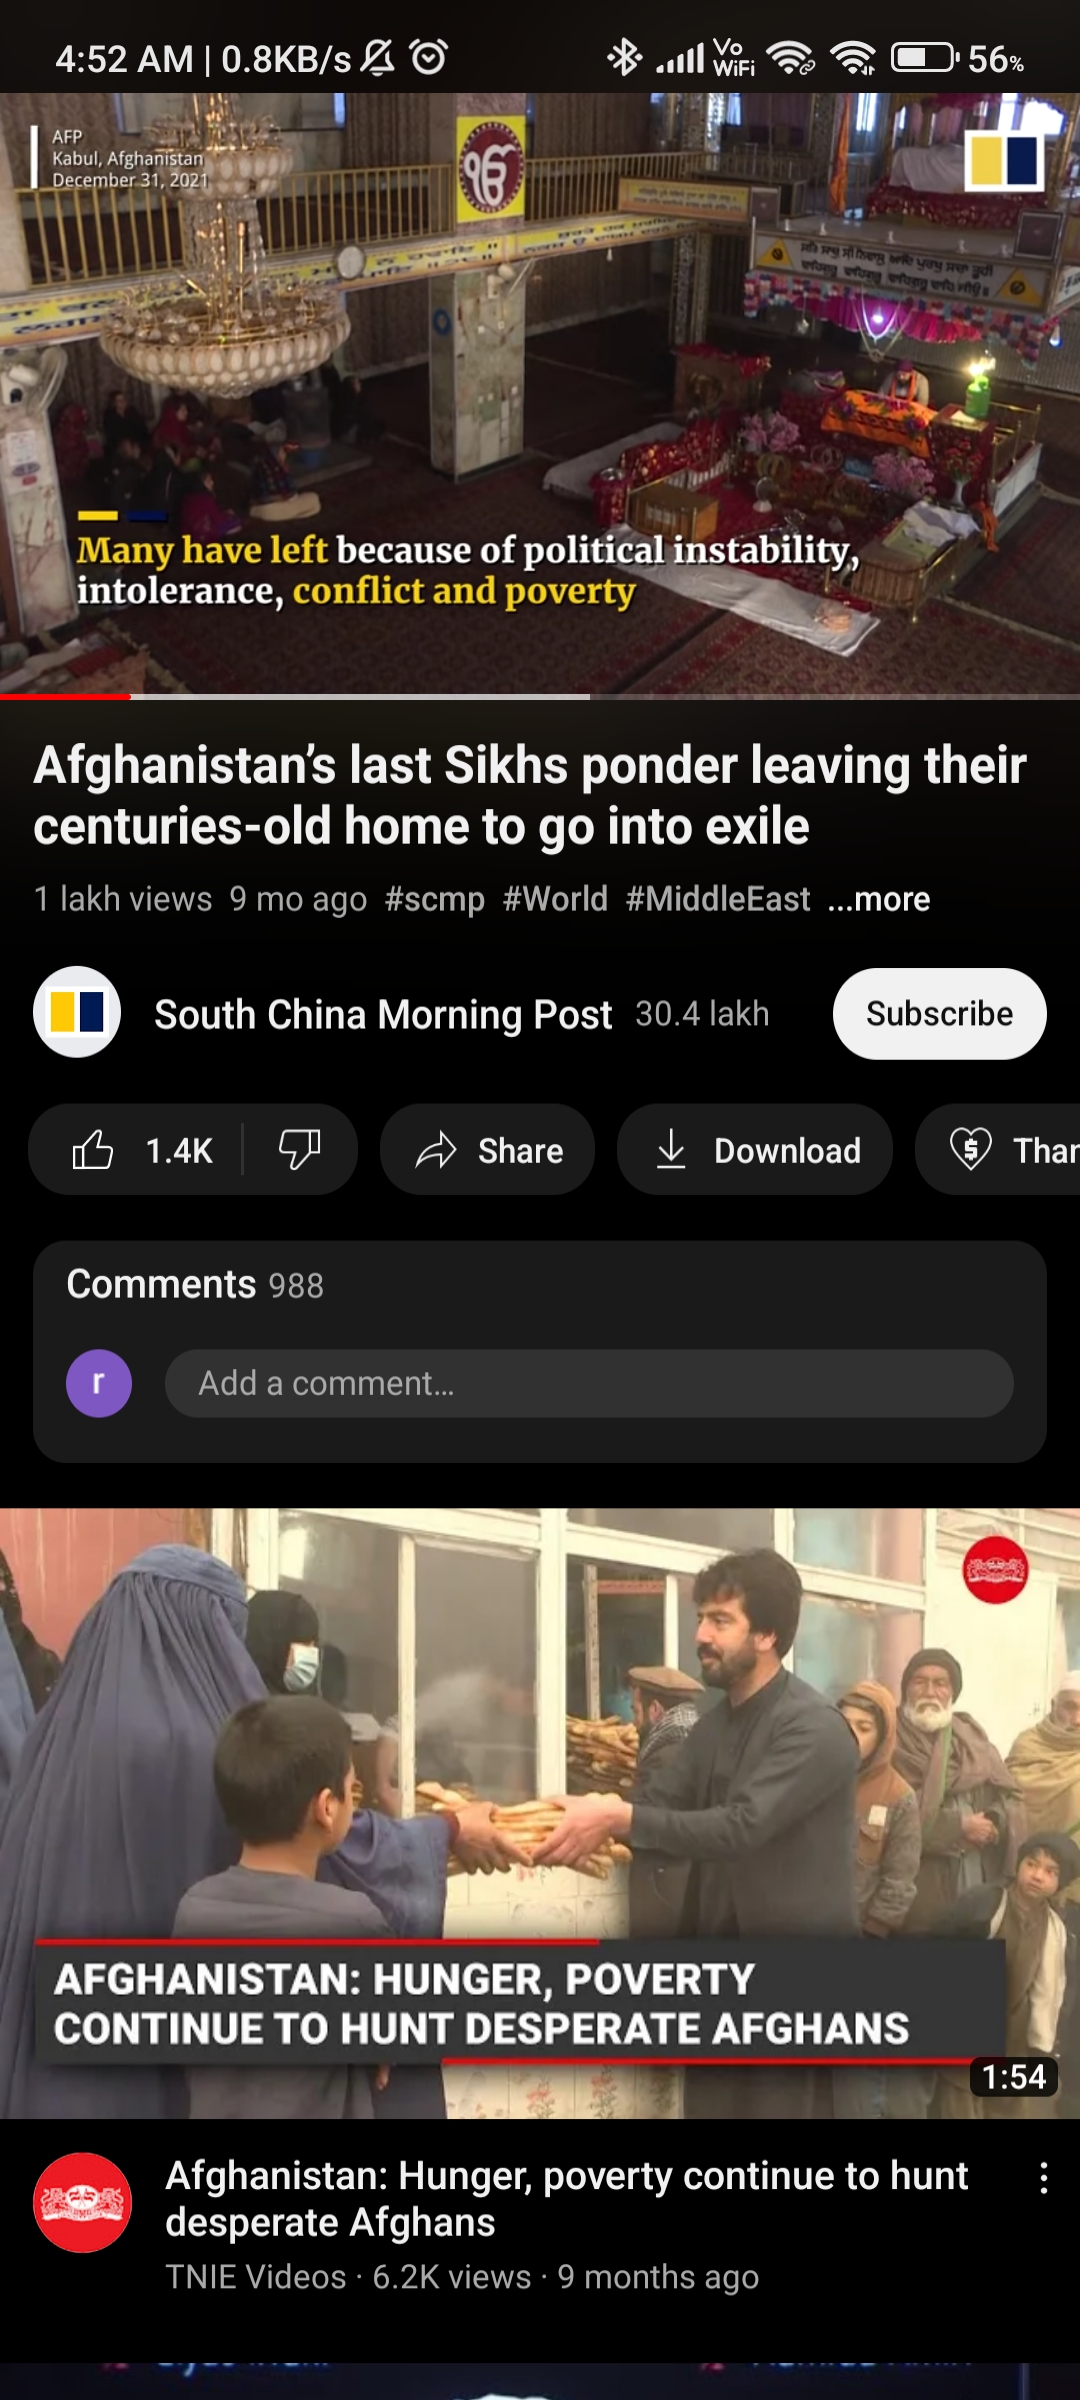 4:52 AM | 0.8KB/s
Vo
WiFi
56%
AFP
Kabul, Afghanistan
December 31, 2021
ੴ
Many have left because of political instability,
intolerance, conflict and poverty
Afghanistan’s last Sikhs ponder leaving their
centuries-old home to go into exile
1 lakh views 9 mo ago #scmp #World #MiddleEast ...more
South China Morning Post 30.4 lakh
Subscribe
1.4K
Share
Download
Comments 988
r
Add a comment...
AFGHANISTAN: HUNGER, POVERTY
CONTINUE TO HUNT DESPERATE AFGHANS
1:54
Afghanistan: Hunger, poverty continue to hunt
desperate Afghans
TNIE Videos · 6.2K views · 9 months ago